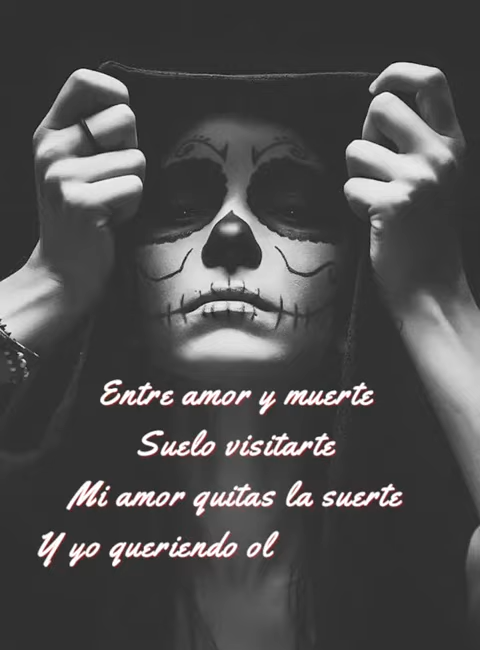 Entre amor y muerte
Suelo visitarte
Mi amor quitas la suerte
Y yo queriendo ol